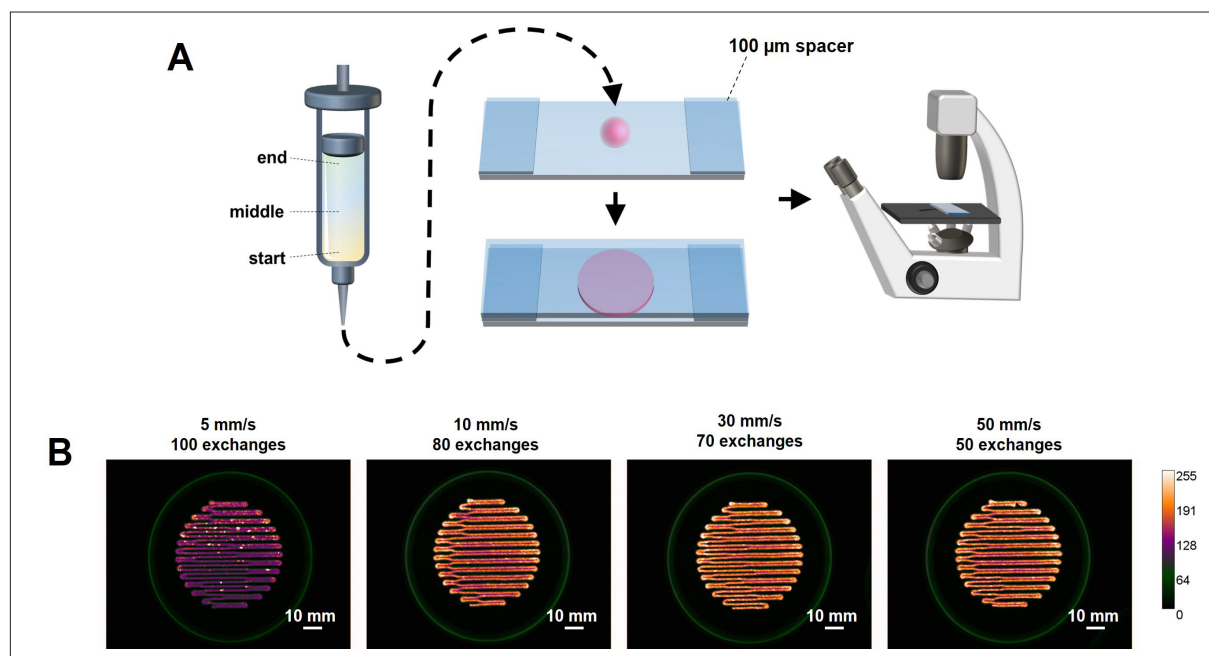 A
100 µm spacer
end
middle
start
B
5 mm/s
100 exchanges
10 mm/s
80 exchanges
30 mm/s
70 exchanges
50 mm/s
50 exchanges
10 mm
10 mm
10 mm
10 mm
255
191
128
64
0